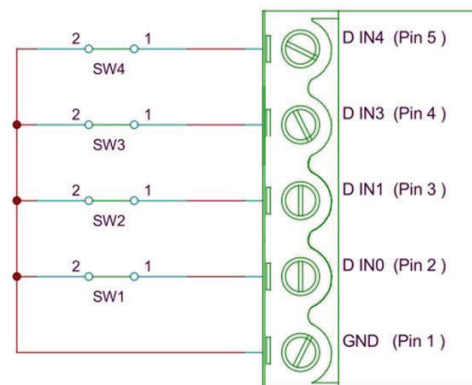 2 1 D IN4 (Pin 5 )
SW4
2 1 D IN3 (Pin 4 )
SW3
2 1 D IN1 (Pin 3 )
SW2
2 1 D IN0 (Pin 2 )
SW1
GND (Pin 1 )